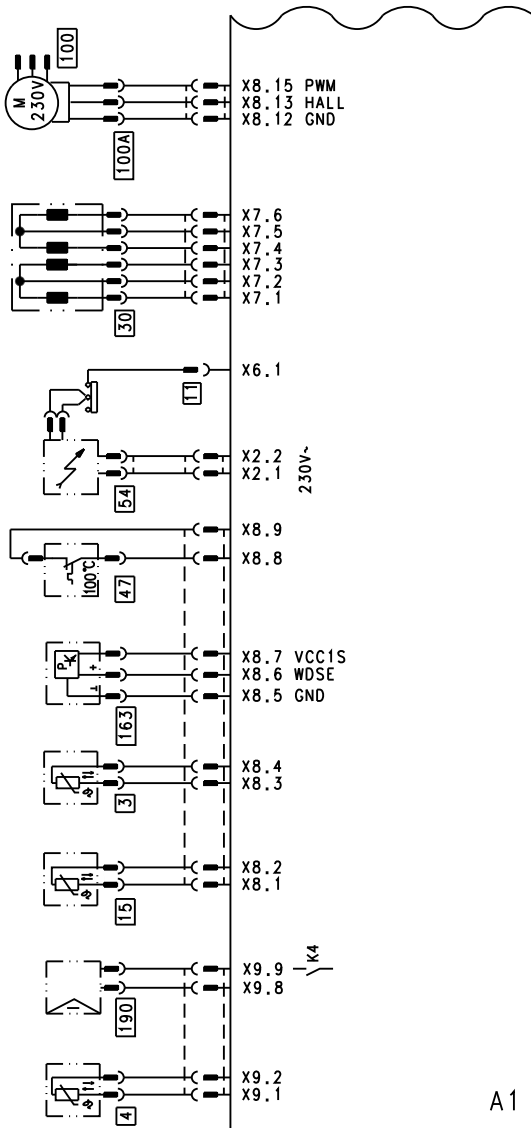 100
M
230V
X8.15 PWM
X8.13 HALL
X8.12 GND
100A
X7.6
X7.5
X7.4
X7.3
X7.2
X7.1
30
X6.1
11
X2.2
X2.1
230V~
54
X8.9
X8.8
100°C
47
X8.7 VCC1S
X8.6 WDSE
X8.5 GND
P
+
163
X8.4
X8.3
3
X8.2
X8.1
15
X9.9
K4
X9.8
190
X9.2
X9.1
4
A1